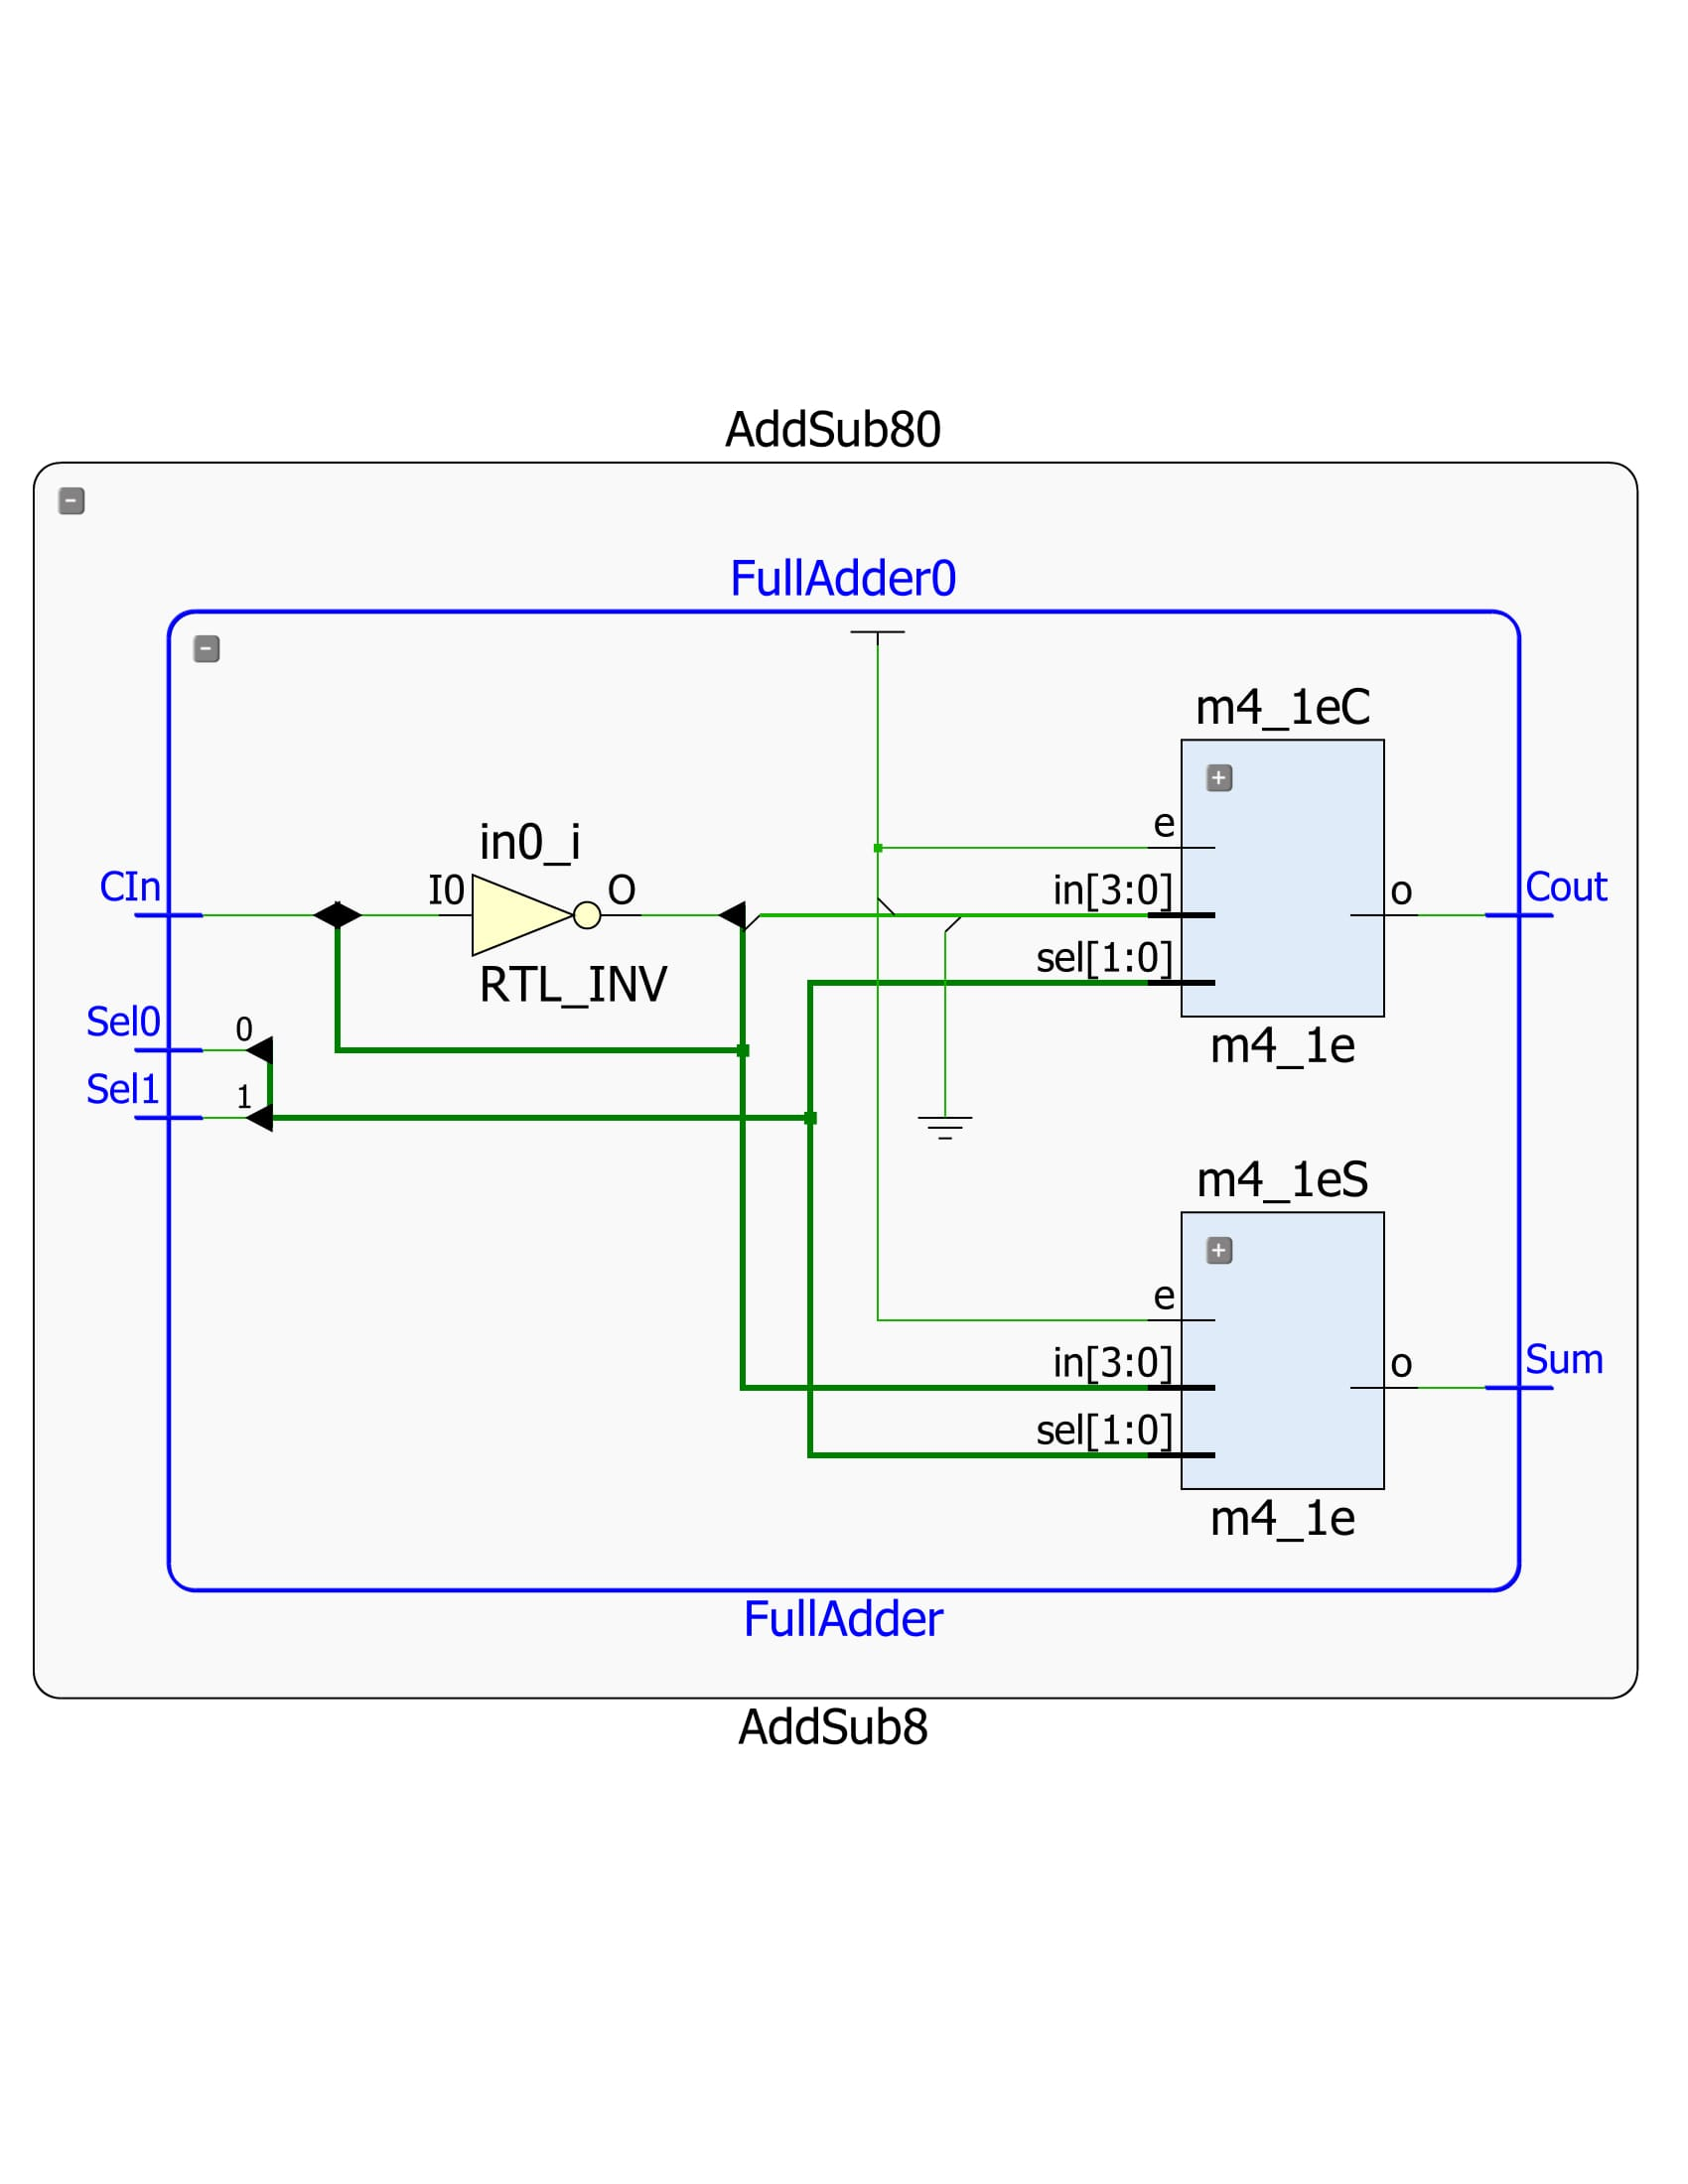 AddSub80
FullAdder0
m4_1eC
e
in0_i
CIn
I0
O
in[3:0]
o
Cout
sel[1:0]
RTL_INV
Sel0
0
m4_1e
Sel1
1
m4_1eS
e
in[3:0]
o
Sum
sel[1:0]
m4_1e
FullAdder
AddSub8